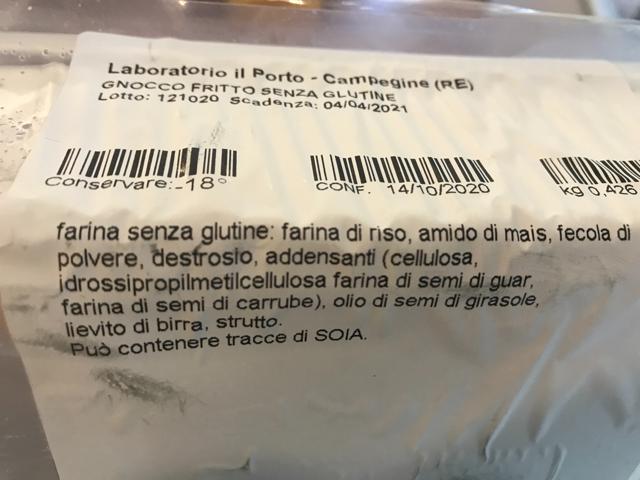 Laboratorio il Porto - Campegine (RE)
GNOCCO FRITTO SENZA GLUTINE
Lotto: 121020 Scadenza: 04/04/2021
Conservare:-18° CONF. 14/10/2020 kg 0,426
farina senza glutine: farina di riso, amido di mais, fecola di
polvere, destrosio, addensanti (cellulosa,
idrossipropilmetilcellulosa farina di semi di guar,
farina di semi di carrube), olio di semi di girasole,
lievito di birra, strutto.
Può contenere tracce di SOIA.